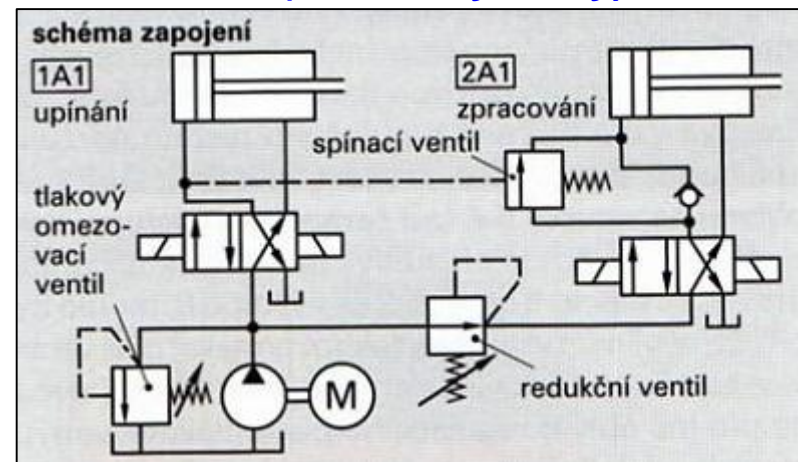 schéma zapojení
1A1
upínání
2A1
zpracování
spínací ventil
tlakový
omezo-
vací
ventil
M
redukční ventil